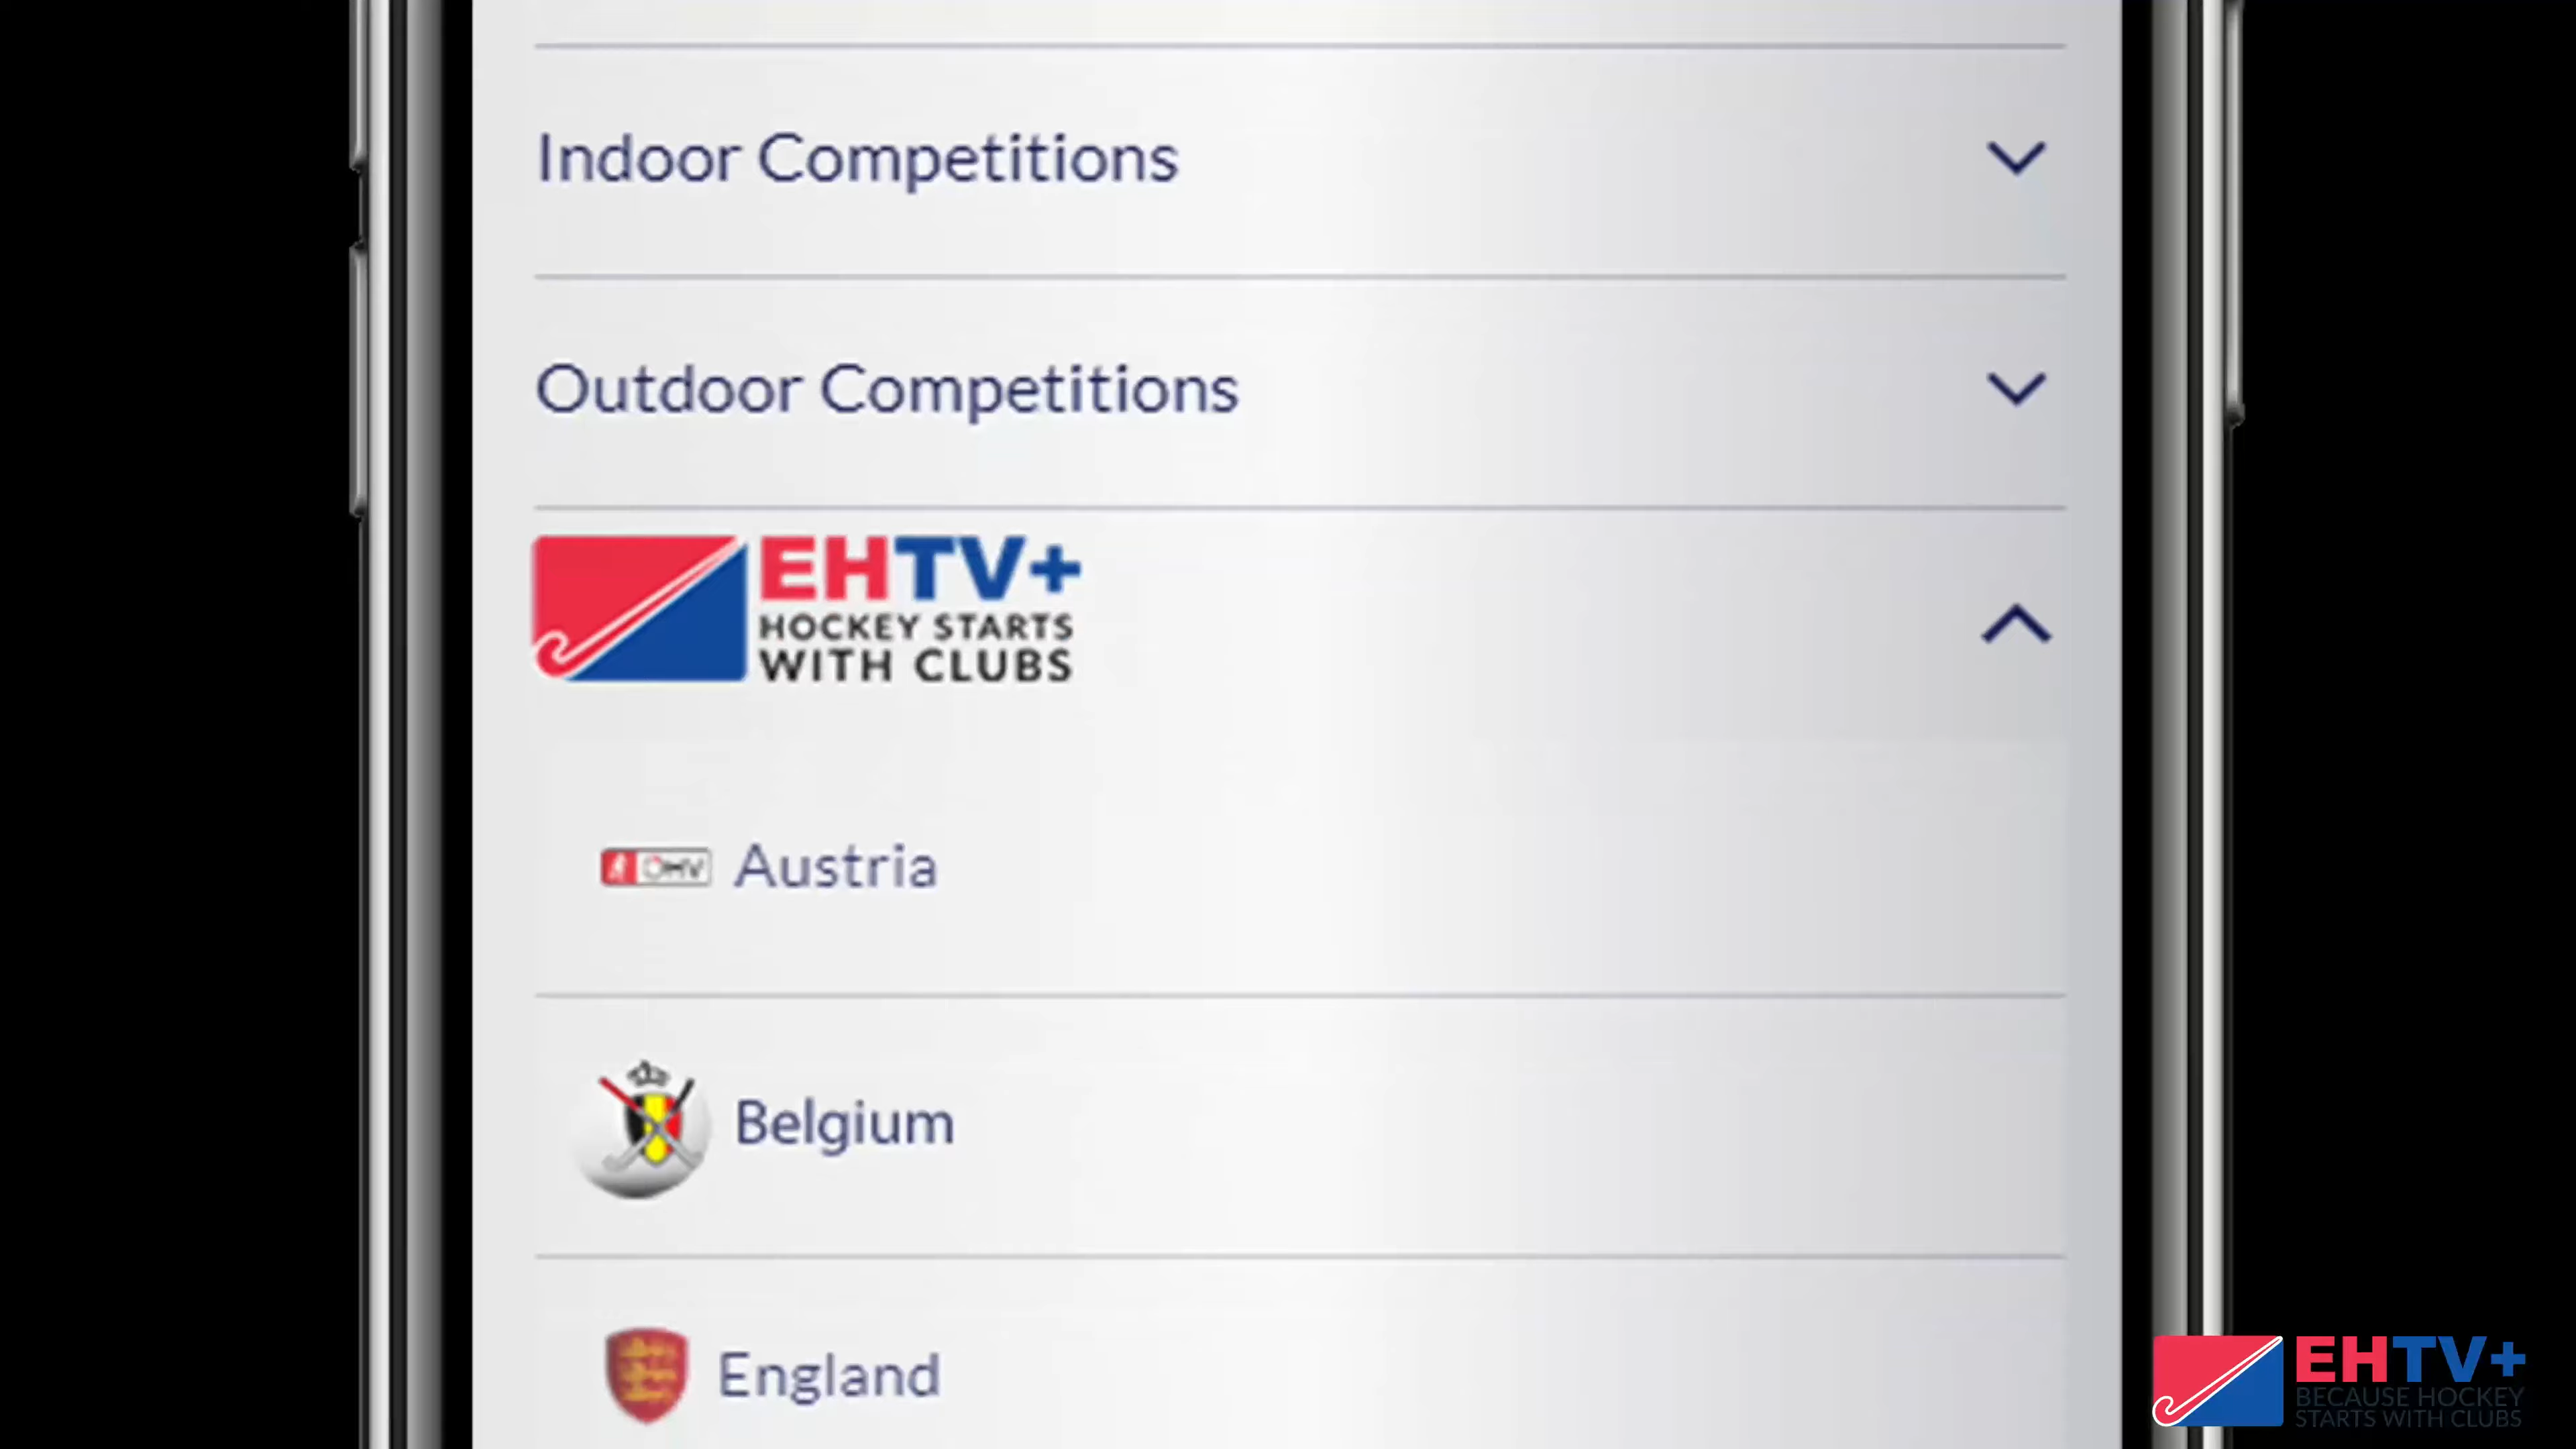 Indoor Competitions
Outdoor Competitions
EHTV+
HOCKEY STARTS
WITH CLUBS
ÖHV
Austria
Belgium
England
EHTV+
BECAUSE HOCKEY
STARTS WITH CLUBS